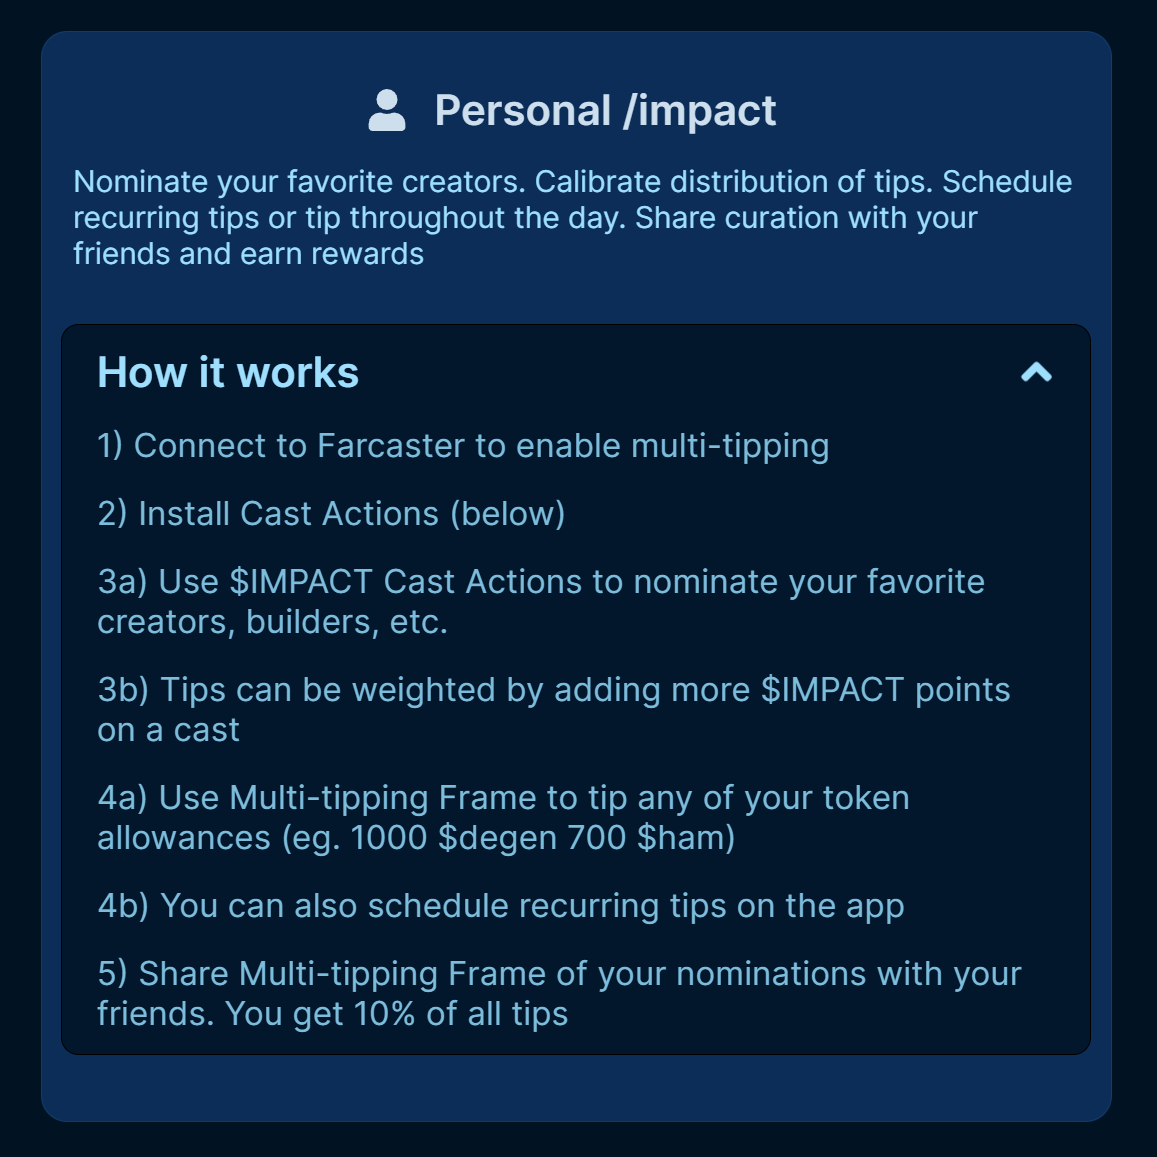 Personal /impact
Nominate your favorite creators. Calibrate distribution of tips. Schedule
recurring tips or tip throughout the day. Share curation with your
friends and earn rewards
How it works
1) Connect to Farcaster to enable multi-tipping
2) Install Cast Actions (below)
3a) Use $IMPACT Cast Actions to nominate your favorite
creators, builders, etc.
3b) Tips can be weighted by adding more $IMPACT points
on a cast
4a) Use Multi-tipping Frame to tip any of your token
allowances (eg. 1000 $degen 700 $ham)
4b) You can also schedule recurring tips on the app
5) Share Multi-tipping Frame of your nominations with your
friends. You get 10% of all tips